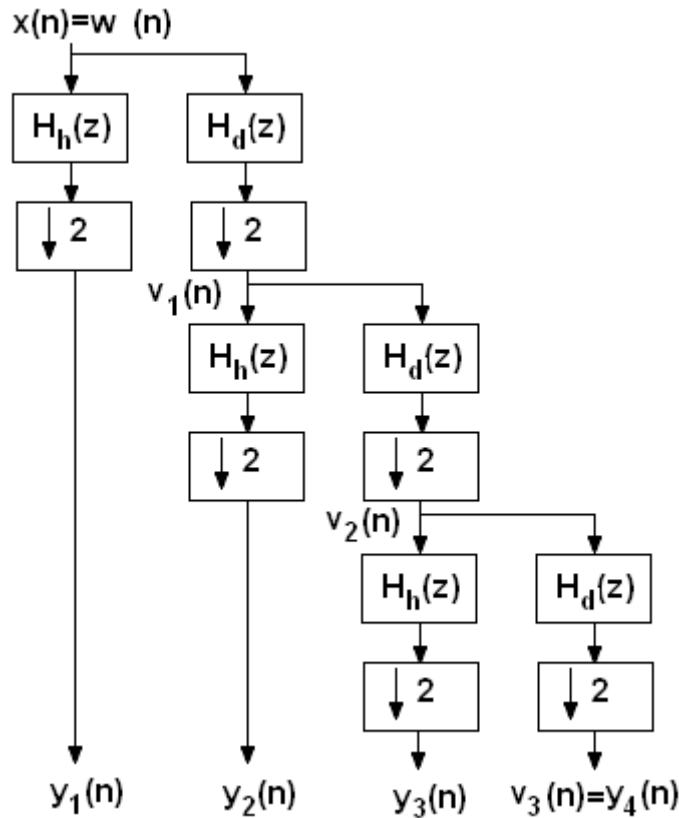 x(n)=w (n)
H_h(z) H_d(z)
↓ 2 ↓ 2
v_1(n)
H_h(z) H_d(z)
↓ 2 ↓ 2
v_2(n)
H_h(z) H_d(z)
↓ 2 ↓ 2
y_1(n) y_2(n) y_3(n) v_3(n)=y_4(n)